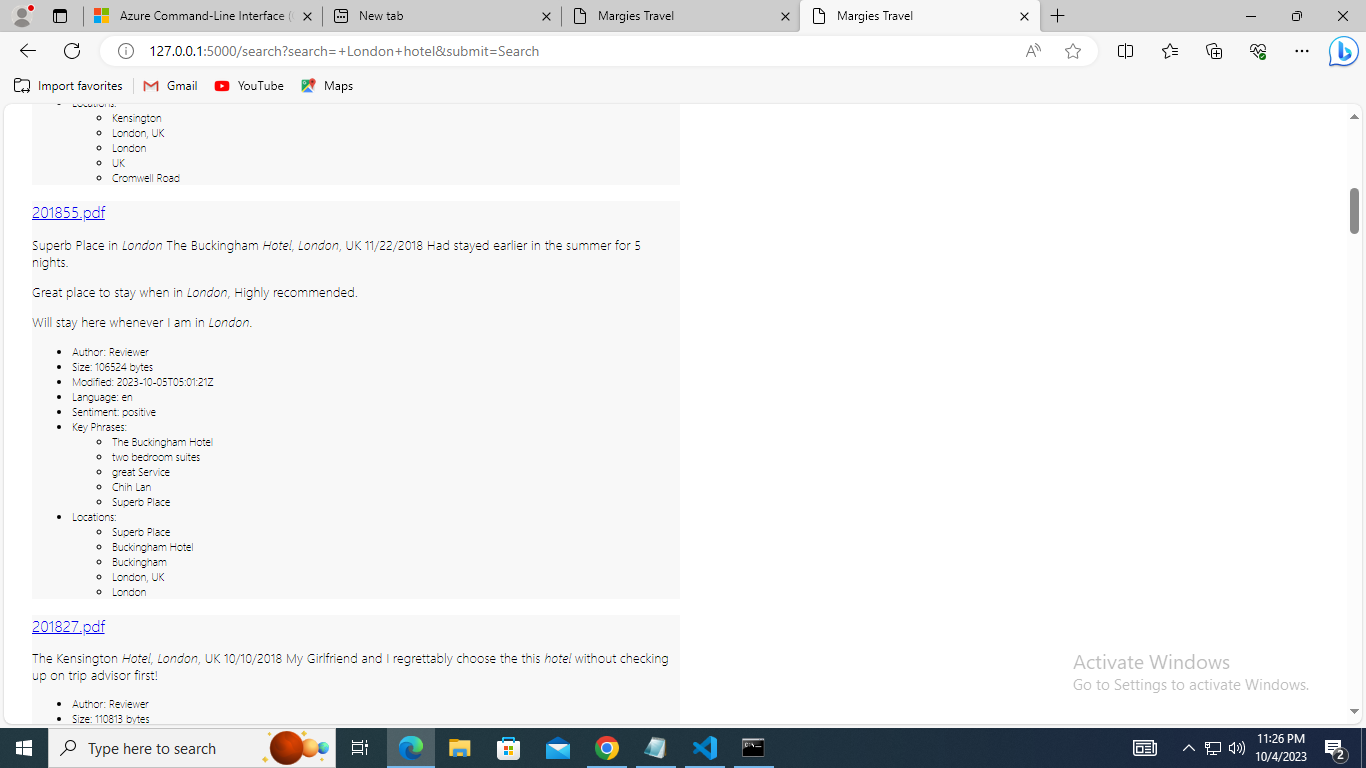 Azure Command-Line Interface (
New tab
Margies Travel
Margies Travel
127.0.0.1:5000/search?search=+London+hotel&submit=Search
Import favorites
Gmail
YouTube
Maps
Locations:
Kensington
London, UK
London
UK
Cromwell Road
201855.pdf
Superb Place in London The Buckingham Hotel, London, UK 11/22/2018 Had stayed earlier in the summer for 5
nights.
Great place to stay when in London, Highly recommended.
Will stay here whenever I am in London.
Author: Reviewer
Size: 106524 bytes
Modified: 2023-10-05T05:01:21Z
Language: en
Sentiment: positive
Key Phrases:
The Buckingham Hotel
two bedroom suites
great Service
Chih Lan
Superb Place
Locations:
Superb Place
Buckingham Hotel
Buckingham
London, UK
London
201827.pdf
The Kensington Hotel, London, UK 10/10/2018 My Girlfriend and I regrettably choose the this hotel without checking
up on trip advisor first!
Author: Reviewer
Size: 110813 bytes
Activate Windows
Go to Settings to activate Windows.
Type here to search
11:26 PM
10/4/2023
2